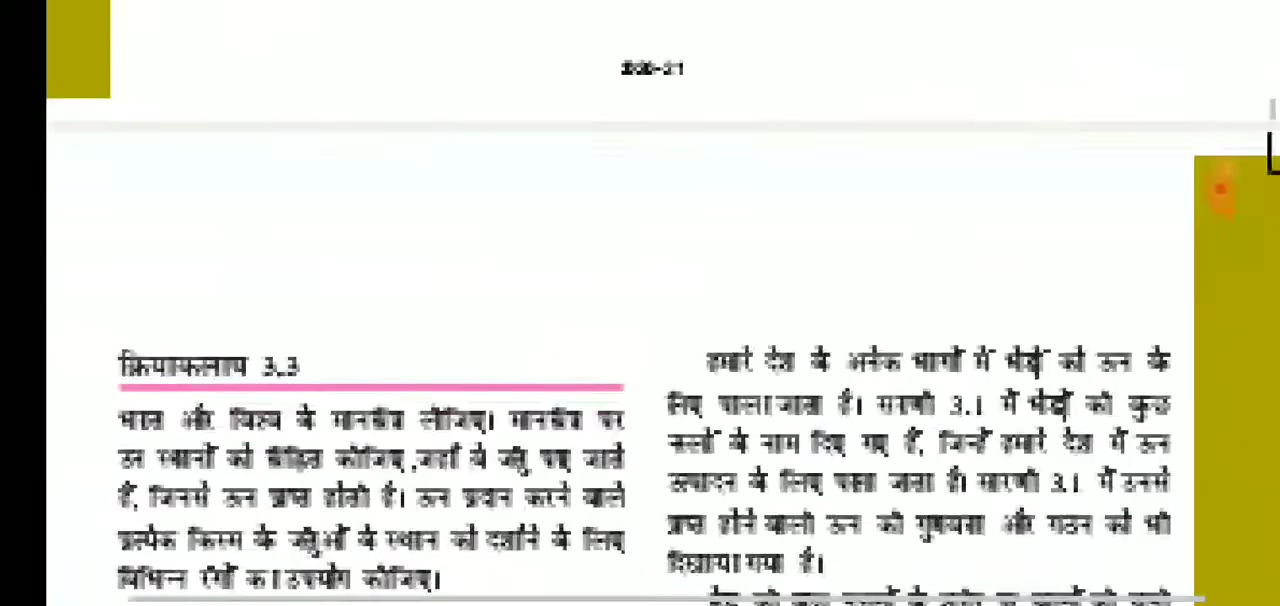 2020-21
क्रियाकलाप 3.3
भारत और विश्व के मानचित्र लीजिए। मानचित्र पर
उन स्थानों को चिह्नित कीजिए, जहाँ वे जंतु पाए जाते
हैं, जिनसे ऊन प्राप्त होती है। ऊन प्रदान करने वाले
प्रत्येक किस्म के जंतुओं के स्थान को दर्शाने के लिए
विभिन्न रंगों का उपयोग कीजिए।
हमारे देश के अनेक भागों में भेड़ों को ऊन के
लिए पाला जाता है। सारणी 3.1 में भेड़ों की कुछ
नस्लों के नाम दिए गए हैं, जिन्हें हमारे देश में ऊन
उत्पादन के लिए पाला जाता है। सारणी 3.1 में उनसे
प्राप्त होने वाली ऊन की गुणवत्ता और गठन को भी
दिखाया गया है।